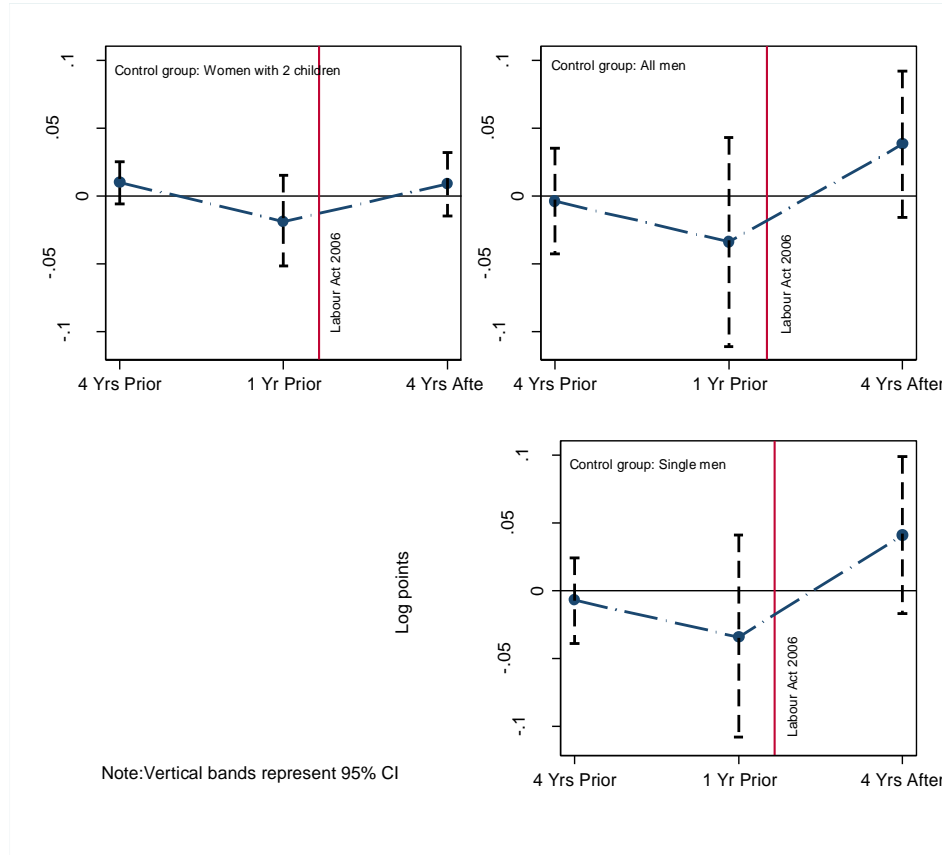 Control group: Women with 2 children
.1
.05
0
-.05
-.1
Labour Act 2006
4 Yrs Prior
1 Yr Prior
4 Yrs Afte
Control group: All men
.1
.05
0
-.05
-.1
Labour Act 2006
4 Yrs Prior
1 Yr Prior
4 Yrs After
Log points
Control group: Single men
.1
.05
0
-.05
-.1
Labour Act 2006
4 Yrs Prior
1 Yr Prior
4 Yrs After
Note:Vertical bands represent 95% CI